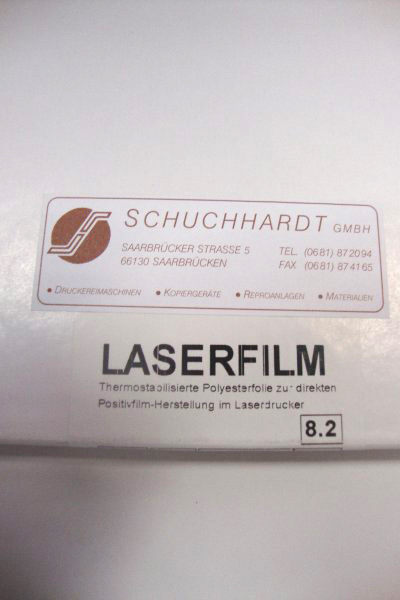 SCHUCHHARDT GMBH
SAARBRÜCKER STRASSE 5 TEL. (0681) 872094
66130 SAARBRÜCKEN FAX (0681) 874165
• DRUCKEREIMASCHINEN • KOPIERGERÄTE • REPROANLAGEN • MATERIALIEN
LASERFILM
Thermostabilisierte Polyesterfolie zur direkten
Positivfilm-Herstellung im Laserdrucker
8.2